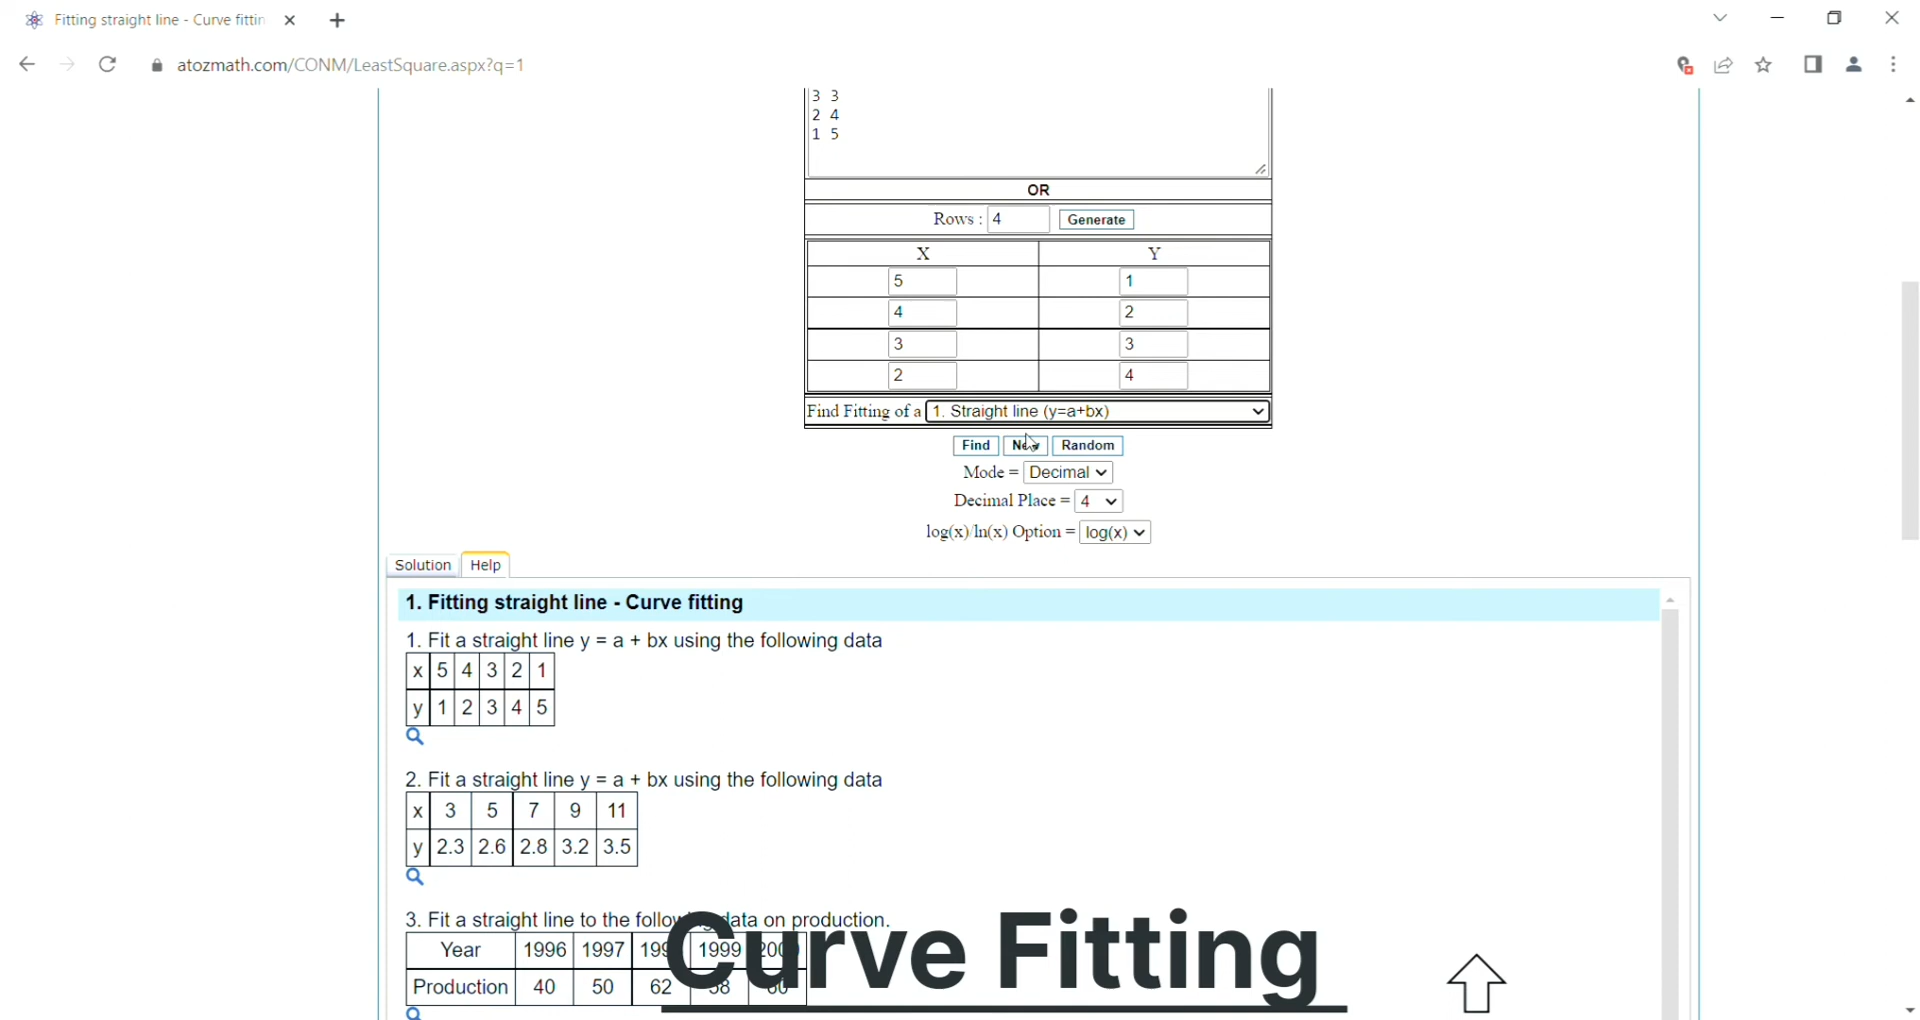 Fitting straight line - Curve fittin
atozmath.com/CONM/LeastSquare.aspx?q=1
3 3
2 4
1 5
OR
Rows : 4 Generate
X Y
5 1
4 2
3 3
2 4
Find Fitting of a 1. Straight line (y=a+bx)
Find New Random
Mode = Decimal
Decimal Place = 4
log(x)/ln(x) Option = log(x)
Solution Help
1. Fitting straight line - Curve fitting
1. Fit a straight line y = a + bx using the following data
x 5 4 3 2 1
y 1 2 3 4 5
2. Fit a straight line y = a + bx using the following data
x 3 5 7 9 11
y 2.3 2.6 2.8 3.2 3.5
3. Fit a straight line to the following data on production.
Year 1996 1997 1999
Production 40 50 62
Curve Fitting